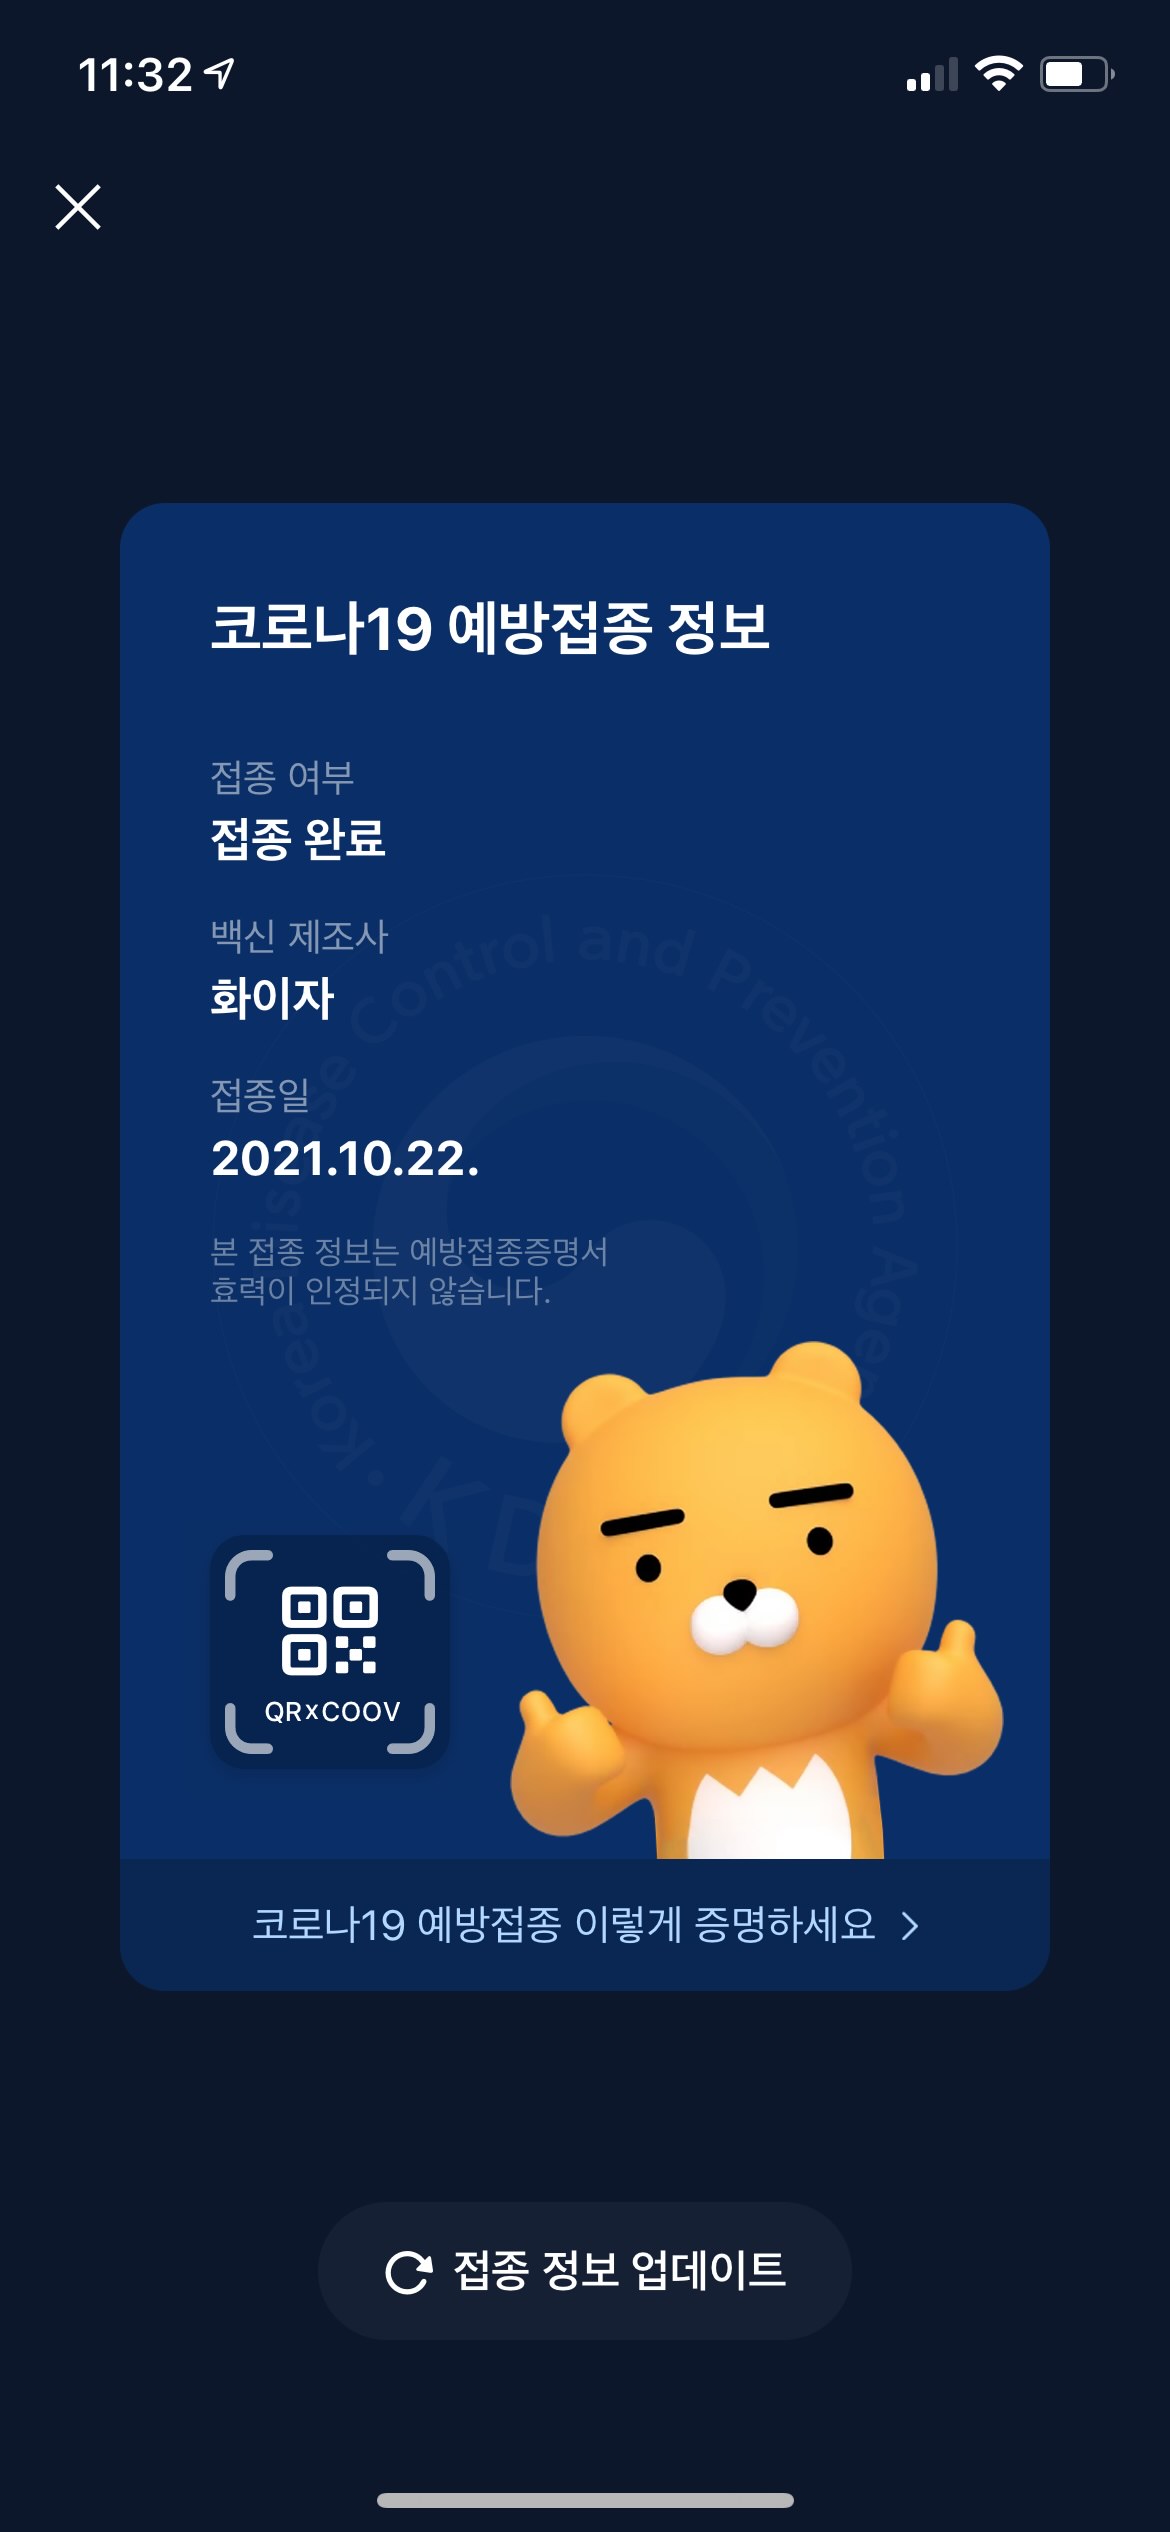 11:32
코로나19 예방접종 정보
접종 여부
접종 완료
백신 제조사
화이자
접종일
2021.10.22.
본 접종 정보는 예방접종증명서
효력이 인정되지 않습니다.
Korea Disease Control and Prevention Agen
KD
QRxCOOV
코로나19 예방접종 이렇게 증명하세요
접종 정보 업데이트